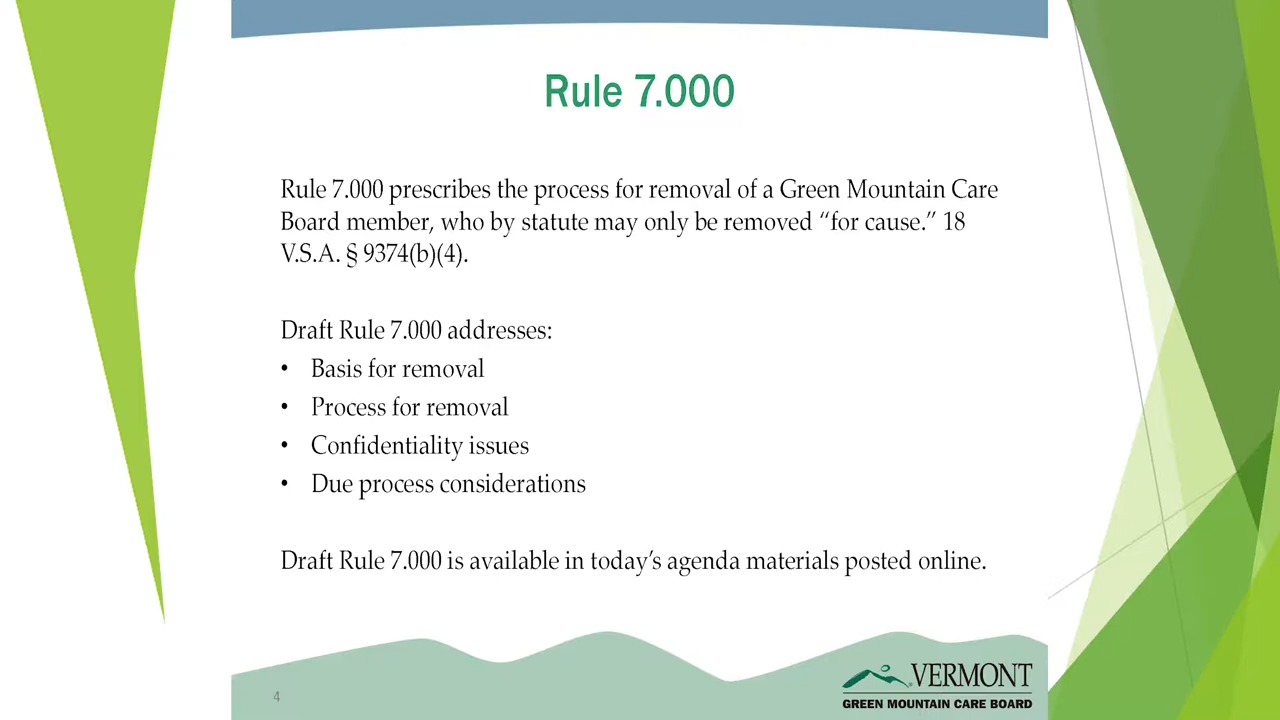 Rule 7.000
Rule 7.000 prescribes the process for removal of a Green Mountain Care
Board member, who by statute may only be removed “for cause.” 18
V.S.A. § 9374(b)(4).
Draft Rule 7.000 addresses:
• Basis for removal
• Process for removal
• Confidentiality issues
• Due process considerations
Draft Rule 7.000 is available in today’s agenda materials posted online.
4
VERMONT
GREEN MOUNTAIN CARE BOARD